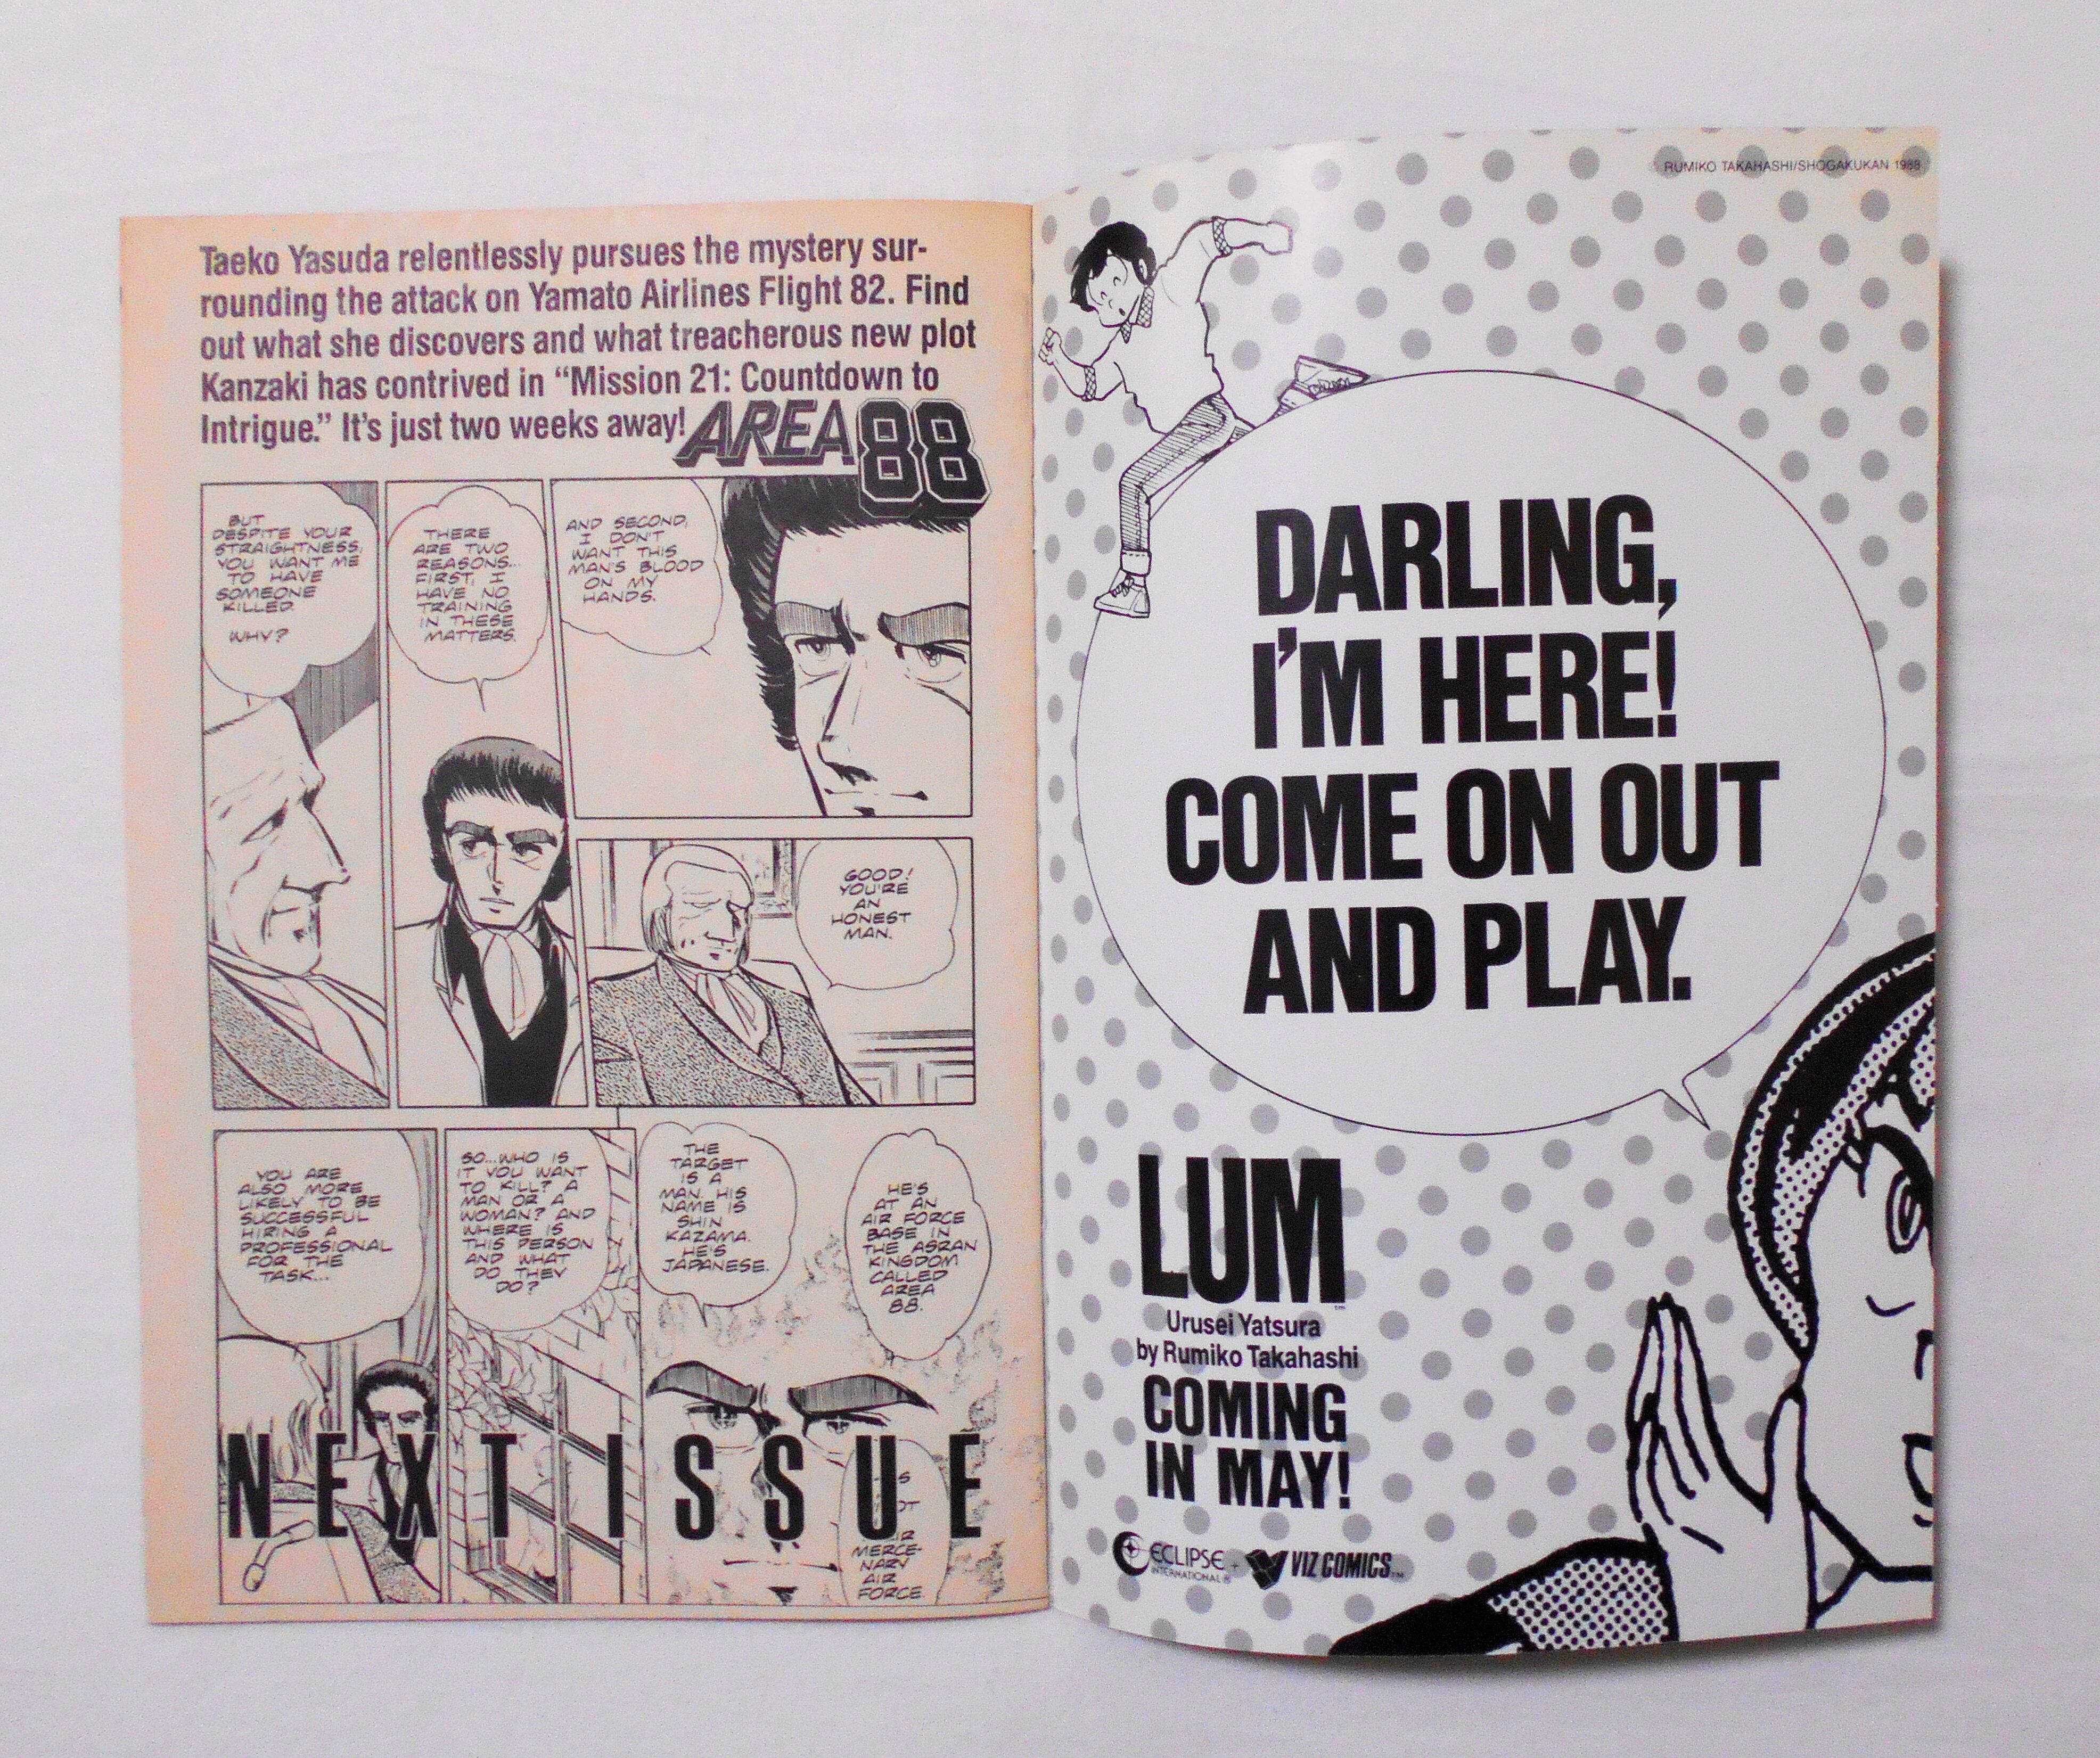 Taeko Yasuda relentlessly pursues the mystery sur-
rounding the attack on Yamato Airlines Flight 82. Find
out what she discovers and what treacherous new plot
Kanzaki has contrived in “Mission 21: Countdown to
Intrigue.” It’s just two weeks away!
AREA 88
BUT
DESPITE YOUR
STRAIGHTNESS,
YOU WANT ME
TO HAVE
SOMEONE
KILLED.
WHY?
THERE
ARE TWO
REASONS...
FIRST, I
HAVE NO
TRAINING
IN THESE
MATTERS.
AND SECOND,
I DON'T
WANT THIS
MAN'S BLOOD
ON MY
HANDS.
GOOD!
YOU'RE
AN
HONEST
MAN.
YOU ARE
ALSO MORE
LIKELY TO BE
SUCCESSFUL
HIRING A
PROFESSIONAL
FOR THE
TASK...
SO...WHO IS
IT YOU WANT
TO KILL? A
MAN OR A
WOMAN? AND
WHERE IS
THIS PERSON
AND WHAT
DO THEY
DO?
THE
TARGET
IS A
MAN. HIS
NAME IS
SHIN
KAZAMA.
HE'S
JAPANESE.
HE'S
AT AN
AIR FORCE
BASE IN
THE ASRAN
KINGDOM
CALLED
AREA
88.
MERCE-
NARY
AIR
FORCE.
NEXT ISSUE
RUMIKO TAKAHASHI/SHOGAKUKAN 1988
DARLING,
I’M HERE!
COME ON OUT
AND PLAY.
LUM™
Urusei Yatsura
by Rumiko Takahashi
COMING
IN MAY!
ECLIPSE
INTERNATIONAL ®
+
VIZ COMICS™